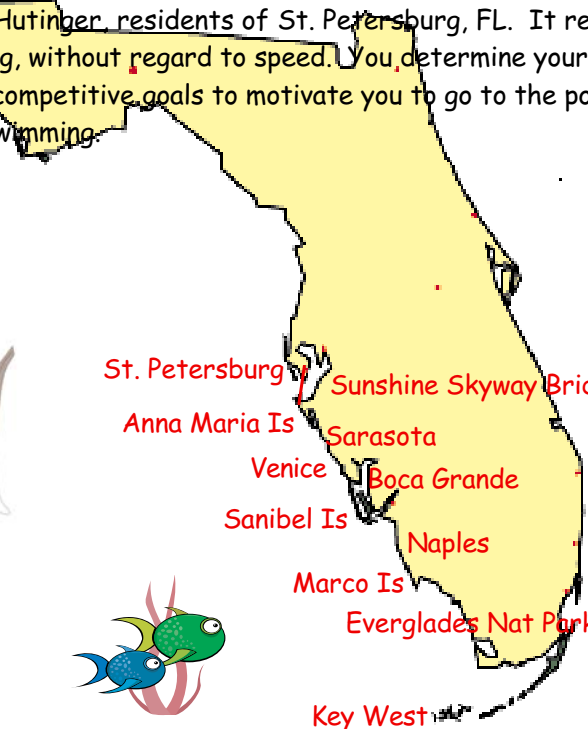 Hutinger, residents of St. Petersburg, FL. It re
g, without regard to speed. You determine your
competitive goals to motivate you to go to the po
wimming.
St. Petersburg
Sunshine Skyway Bri
Anna Maria Is
Sarasota
Venice
Boca Grande
Sanibel Is
Naples
Marco Is
Everglades Nat Park
Key West